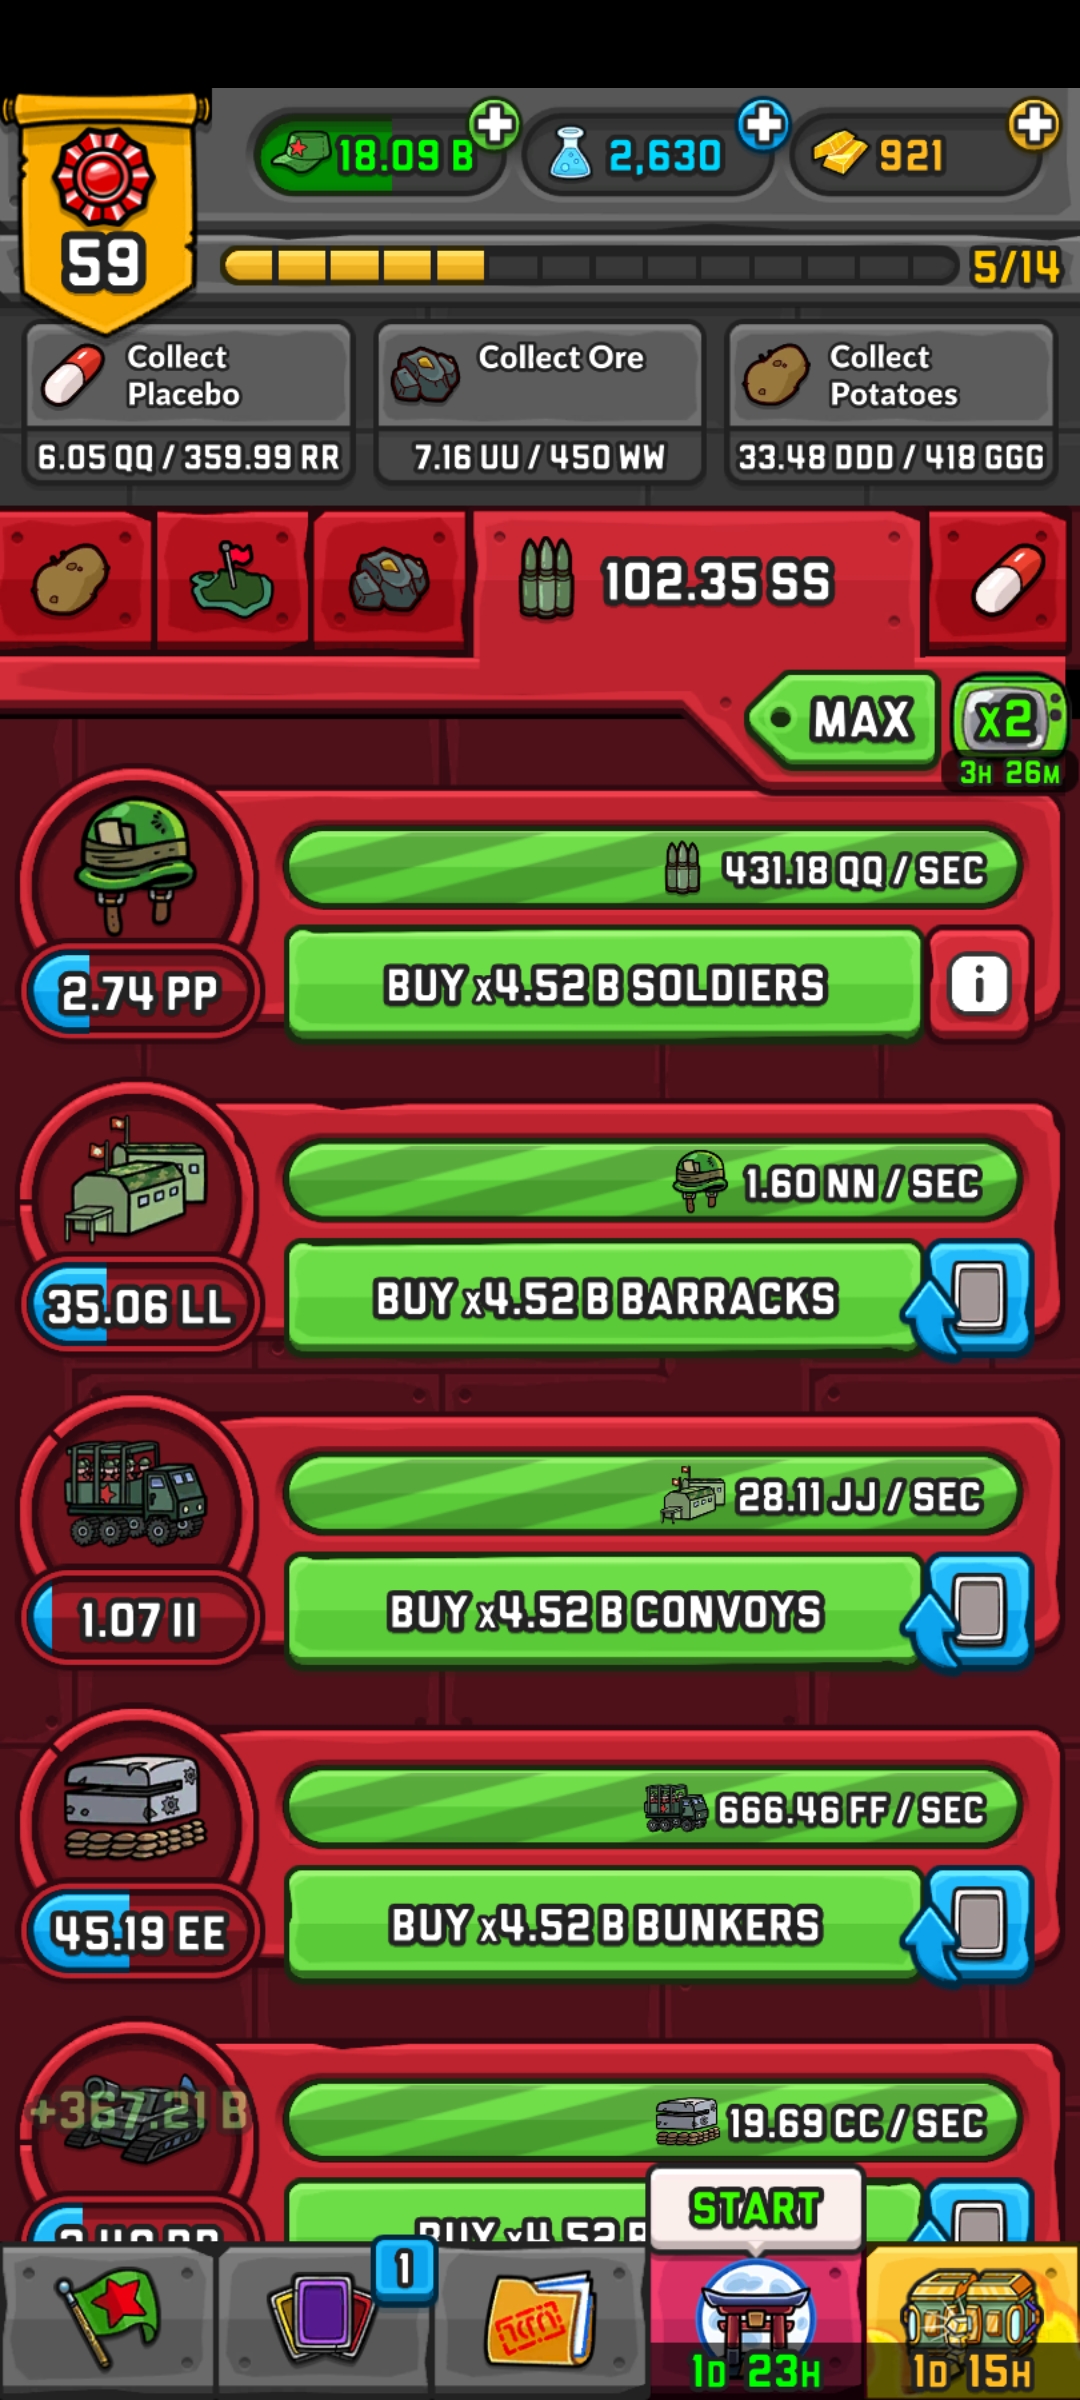 18.09 B
2,630
921
59
5/14
Collect
Placebo
6.05 QQ / 359.99 RR
Collect Ore
7.16 UU / 450 WW
Collect
Potatoes
33.48 DDD / 418 GGG
102.35 SS
MAX
x2
3H 26M
431.18 QQ / SEC
2.74 PP
BUY x4.52 B SOLDIERS
i
1.60 NN / SEC
35.06 LL
BUY x4.52 B BARRACKS
28.11 JJ / SEC
1.07 II
BUY x4.52 B CONVOYS
666.46 FF / SEC
45.19 EE
BUY x4.52 B BUNKERS
+367.21 B
19.69 CC / SEC
BUY x4.52 B
START
1
1D 23H
1D 15H